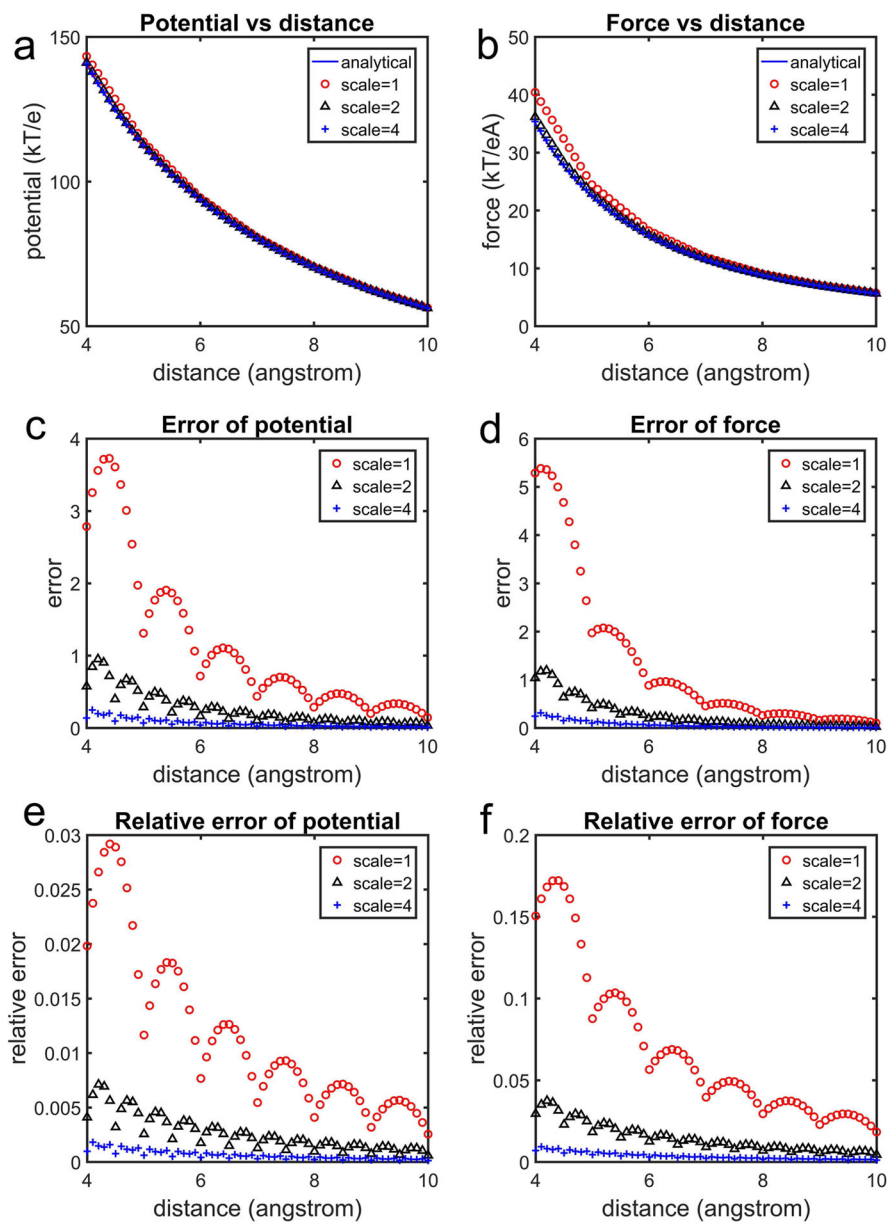 a
Potential vs distance
potential (kT/e)
150
100
50
analytical
scale=1
scale=2
scale=4
4 6 8 10
distance (angstrom)
b
Force vs distance
force (kT/eA)
50
40
30
20
10
0
analytical
scale=1
scale=2
scale=4
4 6 8 10
distance (angstrom)
c
Error of potential
error
4
3
2
1
0
scale=1
scale=2
scale=4
4 6 8 10
distance (angstrom)
d
Error of force
error
6
5
4
3
2
1
0
scale=1
scale=2
scale=4
4 6 8 10
distance (angstrom)
e
Relative error of potential
relative error
0.03
0.025
0.02
0.015
0.01
0.005
0
scale=1
scale=2
scale=4
4 6 8 10
distance (angstrom)
f
Relative error of force
relative error
0.2
0.15
0.1
0.05
0
scale=1
scale=2
scale=4
4 6 8 10
distance (angstrom)